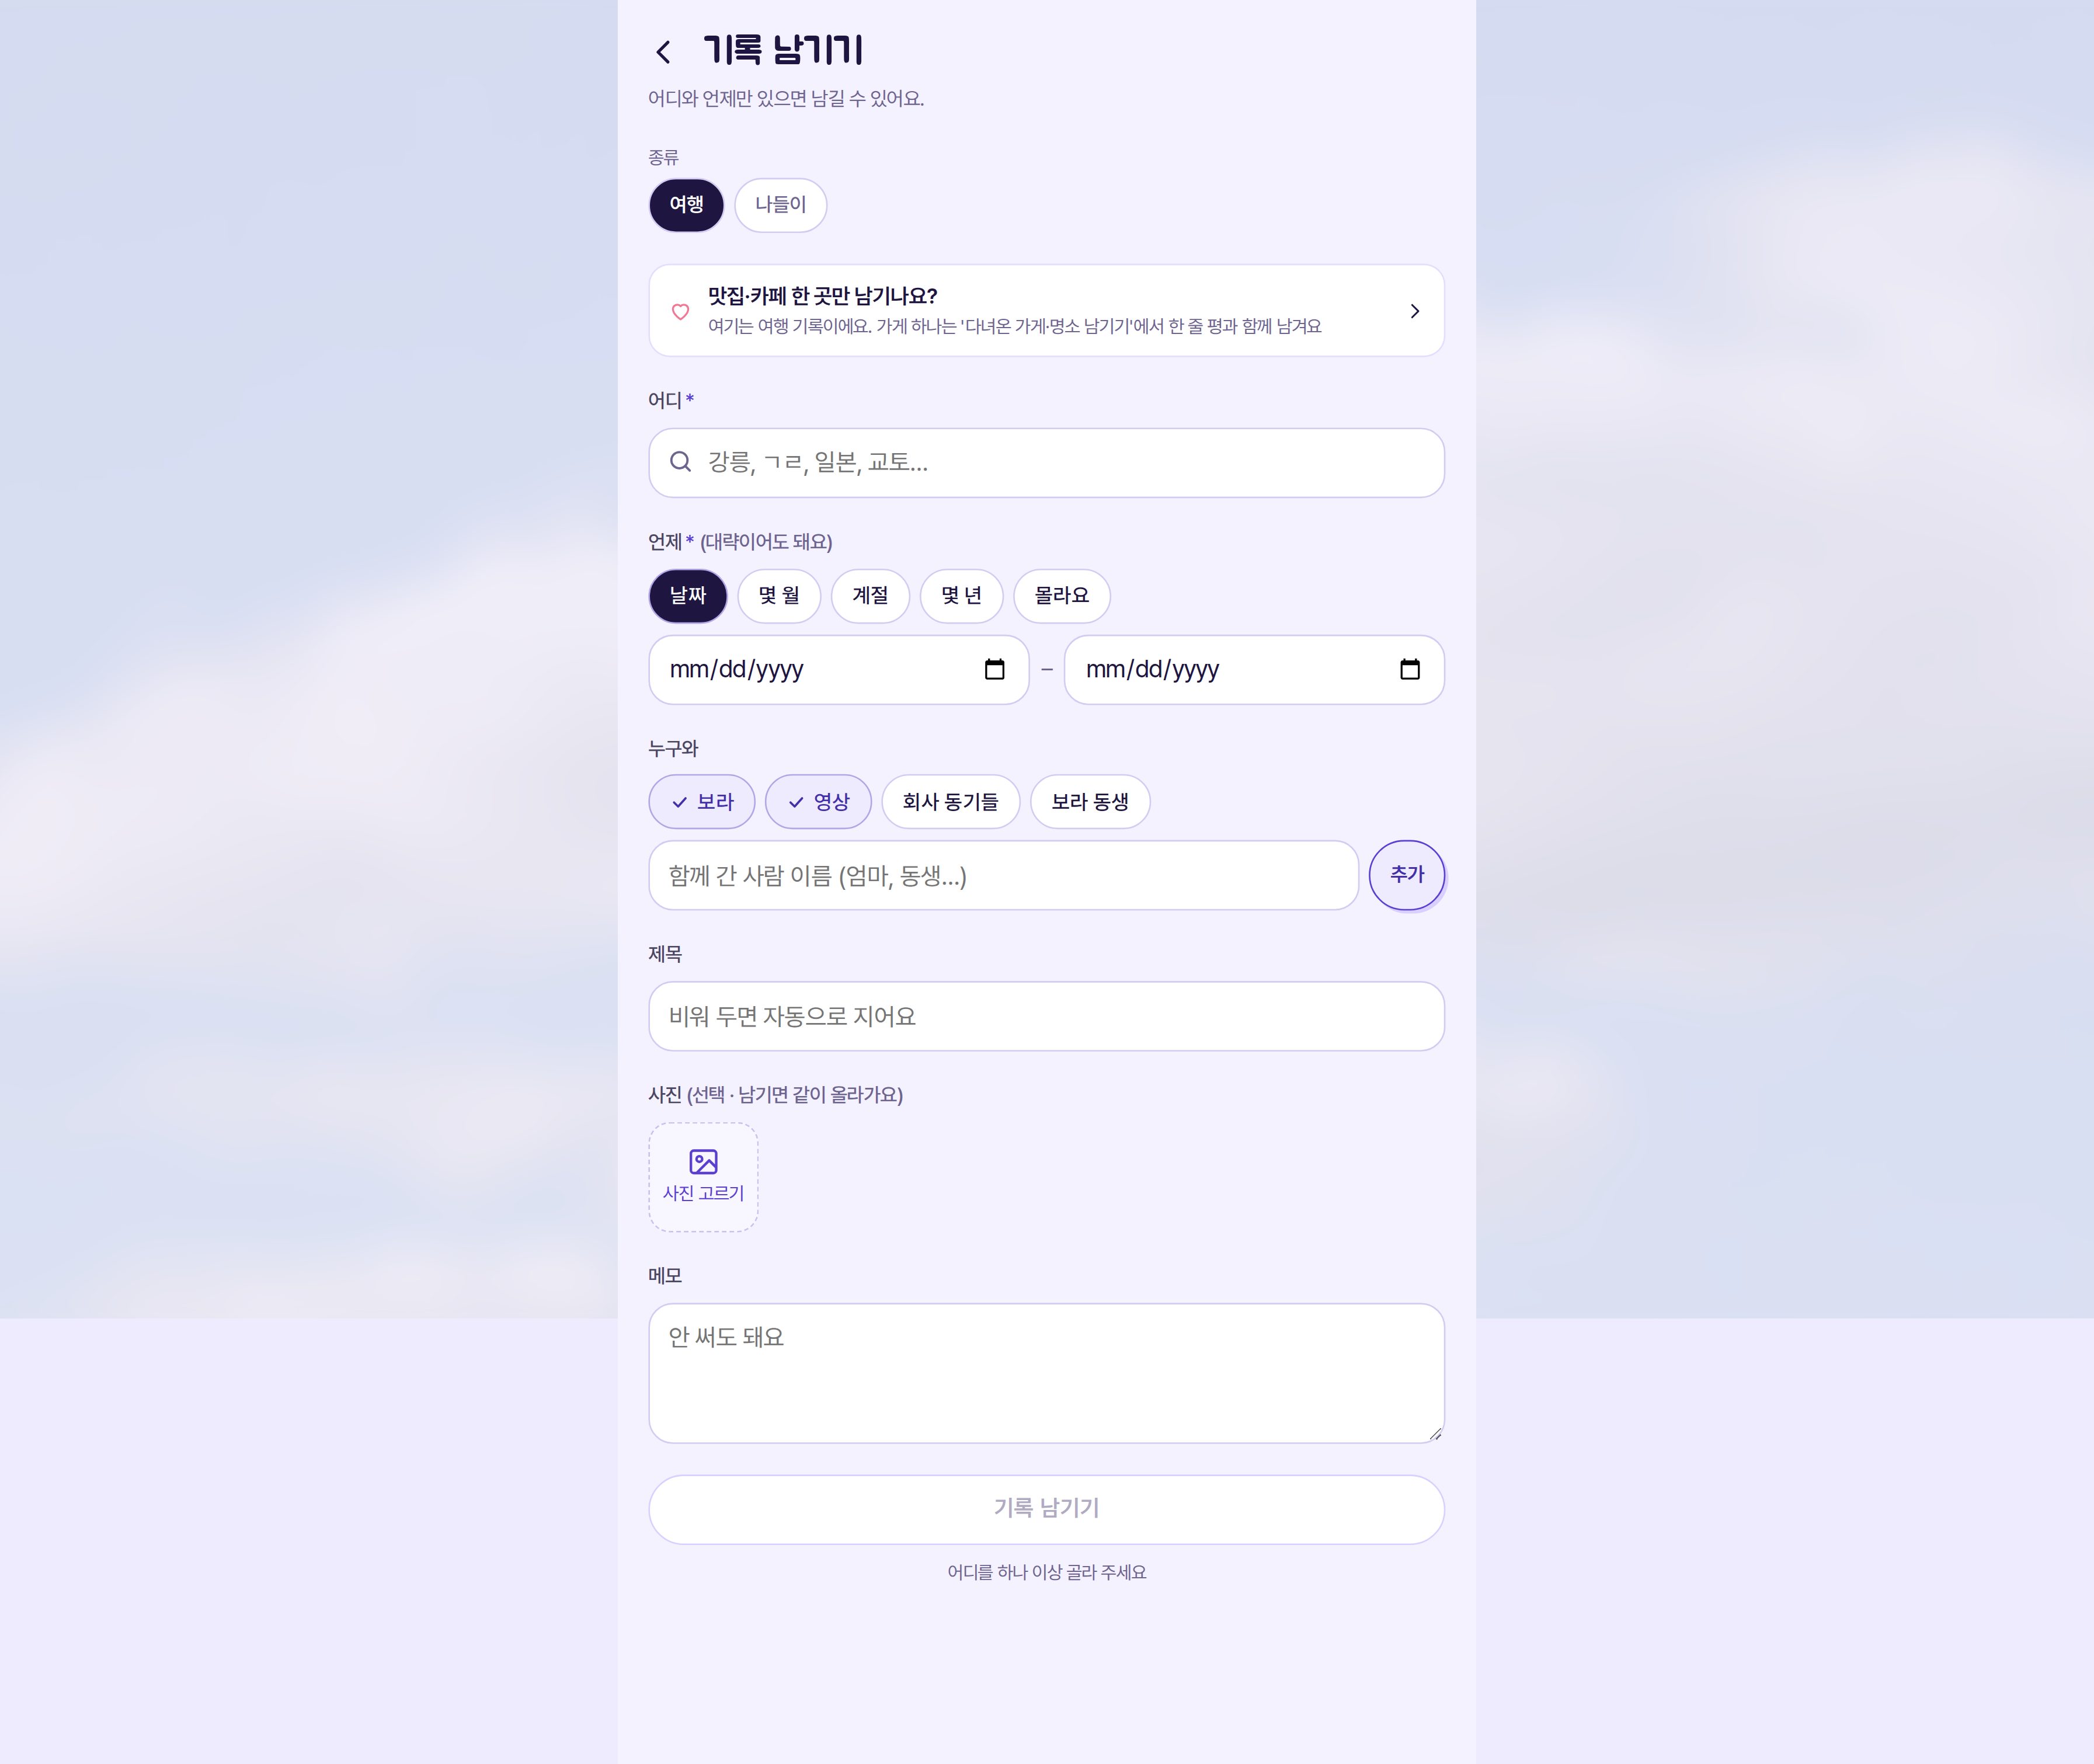 기록 남기기
어디와 언제만 있으면 남길 수 있어요.
종류
여행 나들이
맛집·카페 한 곳만 남기나요?
여기는 여행 기록이에요. 가게 하나는 '다녀온 가게·명소 남기기'에서 한 줄 평과 함께 남겨요
어디 *
강릉, ㄱㄹ, 일본, 교토...
언제 * (대략이어도 돼요)
날짜 몇 월 계절 몇 년 몰라요
mm/dd/yyyy – mm/dd/yyyy
누구와
보라 영상 회사 동기들 보라 동생
함께 간 사람 이름 (엄마, 동생...) 추가
제목
비워 두면 자동으로 지어요
사진 (선택 · 남기면 같이 올라가요)
사진 고르기
메모
안 써도 돼요
기록 남기기
어디를 하나 이상 골라 주세요